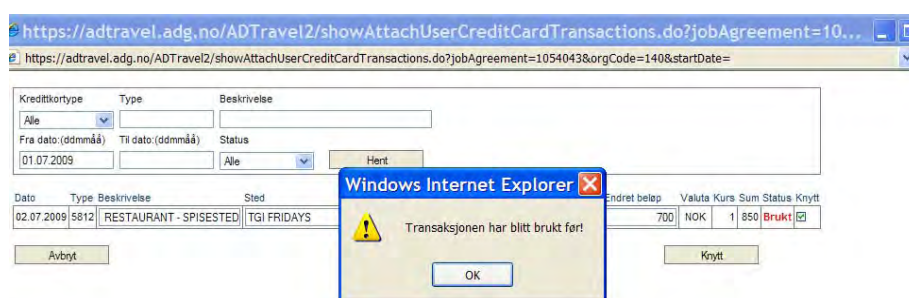 https://adtravel.adg.no/ADTravel2/showAttachUserCreditCardTransactions.do?jobAgreement=10...
https://adtravel.adg.no/ADTravel2/showAttachUserCreditCardTransactions.do?jobAgreement=1054043&orgCode=140&startDate=
Kredittkortype Type Beskrivelse
Alle
Fra dato:(ddmmåå) Til dato:(ddmmåå) Status
01.07.2009 Alle Hent
Windows Internet Explorer
Dato Type Beskrivelse Sted Endret beløp Valuta Kurs Sum Status Knytt
02.07.2009 5812 RESTAURANT - SPISESTED TGI FRIDAYS 700 NOK 1 850 Brukt
Transaksjonen har blitt brukt før!
Avbryt Knytt
OK